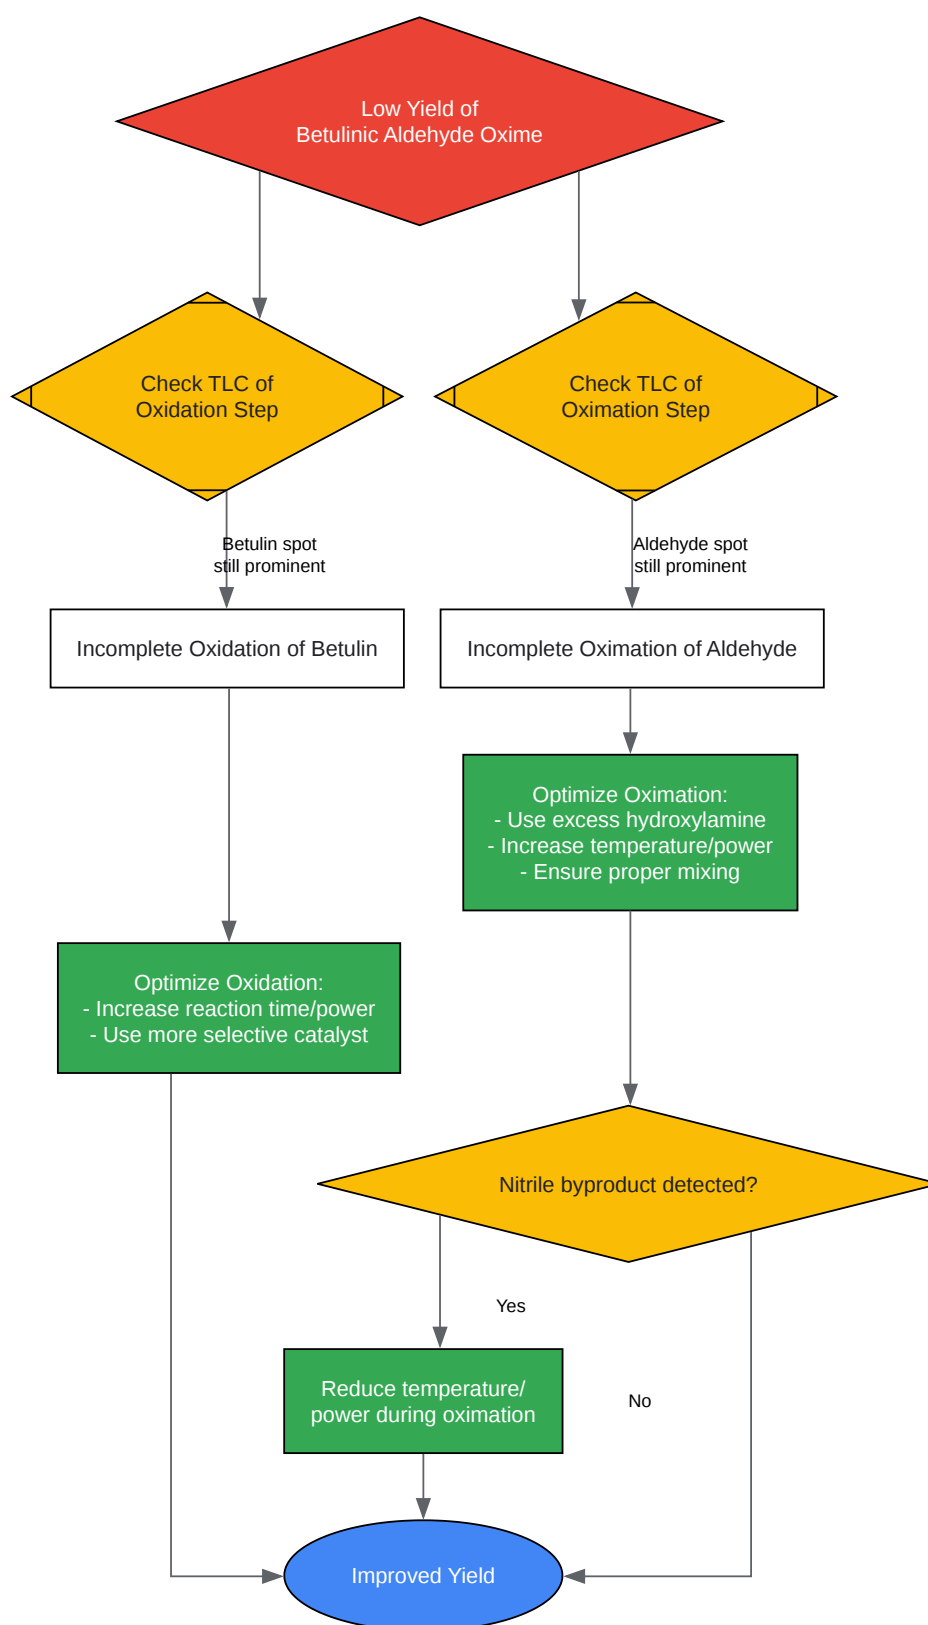 Low Yield of
Betulinic Aldehyde Oxime
Check TLC of
Oxidation Step
Check TLC of
Oximation Step
Betulin spot
still prominent
Aldehyde spot
still prominent
Incomplete Oxidation of Betulin
Incomplete Oximation of Aldehyde
Optimize Oximation:
- Use excess hydroxylamine
- Increase temperature/power
- Ensure proper mixing
Optimize Oxidation:
- Increase reaction time/power
- Use more selective catalyst
Nitrile byproduct detected?
Yes
Reduce temperature/
power during oximation
No
Improved Yield